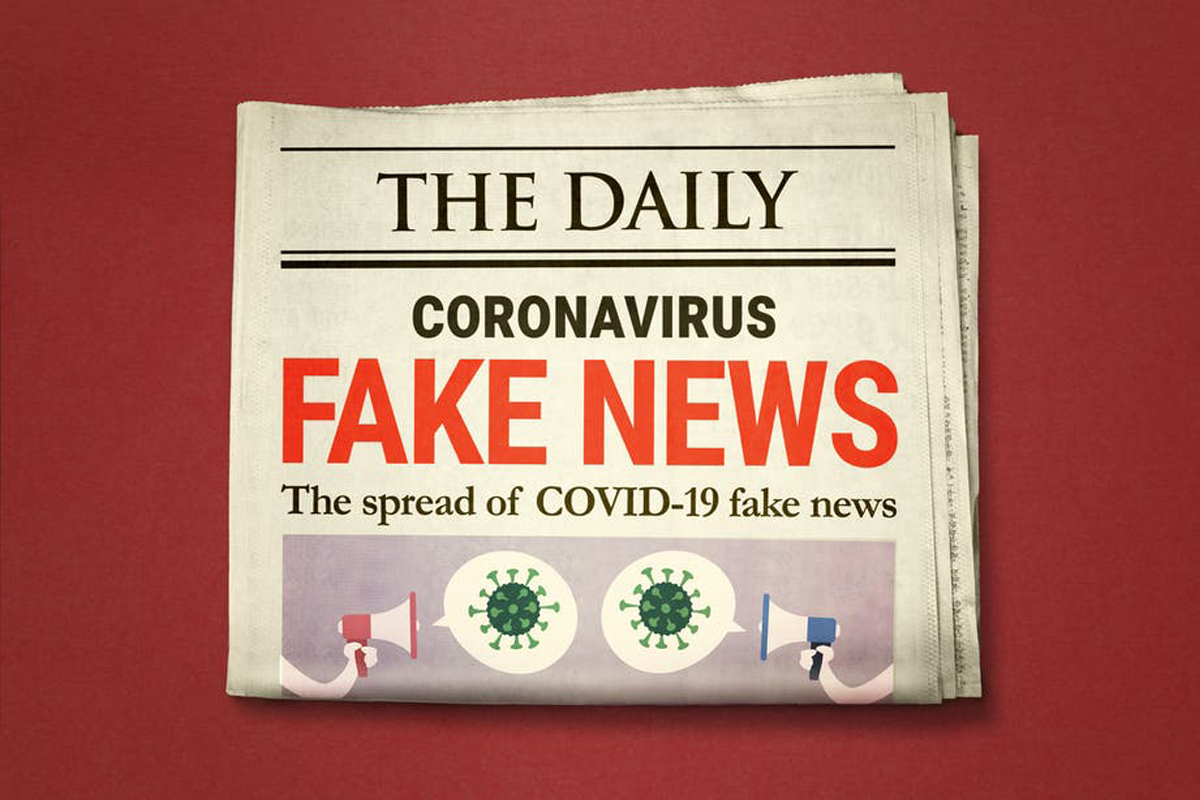 THE DAILY
CORONAVIRUS
FAKE NEWS
The spread of COVID-19 fake news